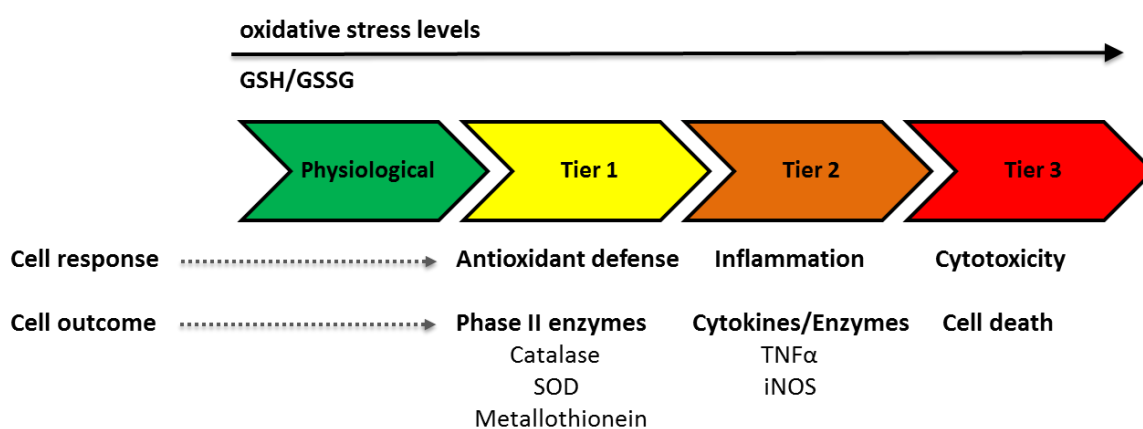 oxidative stress levels
GSH/GSSG
Physiological Tier 1 Tier 2 Tier 3
Cell response Antioxidant defense Inflammation Cytotoxicity
Cell outcome Phase II enzymes Cytokines/Enzymes Cell death
Catalase TNFα
SOD iNOS
Metallothionein